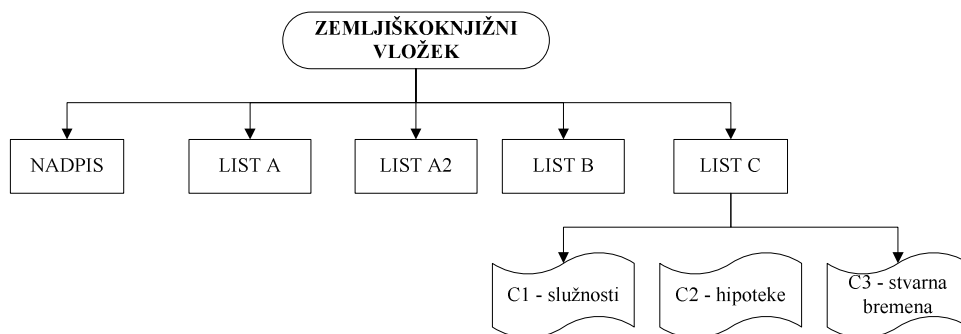 ZEMLJIŠKOKNJIŽNI
VLOŽEK
NADPIS
LIST A
LIST A2
LIST B
LIST C
C1 - služnosti
C2 - hipoteke
C3 - stvarna
bremena